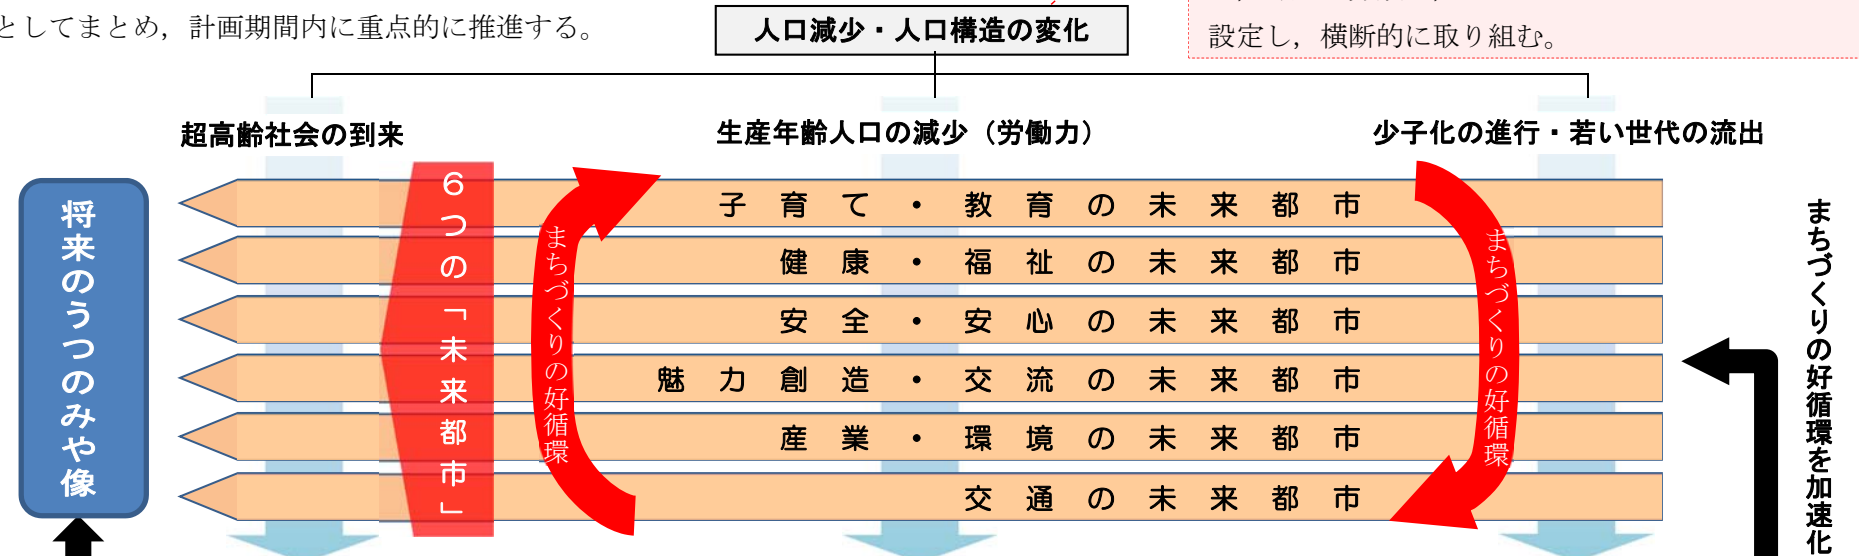 としてまとめ，計画期間内に重点的に推進する。
人口減少・人口構造の変化
設定し，横断的に取り組む。
超高齢社会の到来
生産年齢人口の減少（労働力）
少子化の進行・若い世代の流出
将来のうつのみや像
６つの「未来都市」
まちづくりの好循環
子育て・教育の未来都市
健康・福祉の未来都市
安全・安心の未来都市
魅力創造・交流の未来都市
産業・環境の未来都市
交通の未来都市
まちづくりの好循環
まちづくりの好循環を加速化